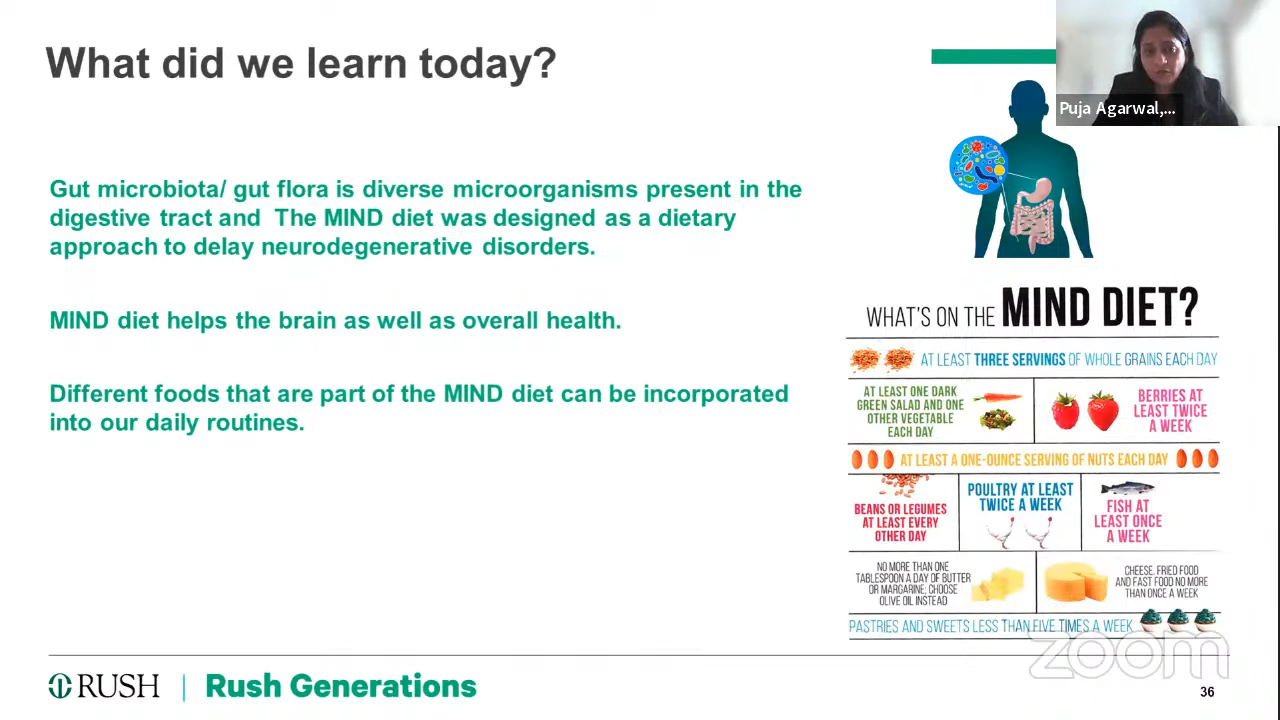 What did we learn today?
Puja Agarwal,...
Gut microbiota/ gut flora is diverse microorganisms present in the
digestive tract and The MIND diet was designed as a dietary
approach to delay neurodegenerative disorders.
MIND diet helps the brain as well as overall health.
Different foods that are part of the MIND diet can be incorporated
into our daily routines.
WHAT'S ON THE MIND DIET?
AT LEAST THREE SERVINGS OF WHOLE GRAINS EACH DAY
AT LEAST ONE DARK
GREEN SALAD AND ONE
OTHER VEGETABLE
EACH DAY
BERRIES AT
LEAST TWICE
A WEEK
AT LEAST A ONE-OUNCE SERVING OF NUTS EACH DAY
BEANS OR LEGUMES
AT LEAST EVERY
OTHER DAY
POULTRY AT LEAST
TWICE A WEEK
FISH AT
LEAST ONCE
A WEEK
NO MORE THAN ONE
TABLESPOON A DAY OF BUTTER
OR MARGARINE; CHOOSE
OLIVE OIL INSTEAD
CHEESE, FRIED FOOD
AND FAST FOOD NO MORE
THAN ONCE A WEEK
PASTRIES AND SWEETS LESS THAN FIVE TIMES A WEEK
zoom
RUSH | Rush Generations
36